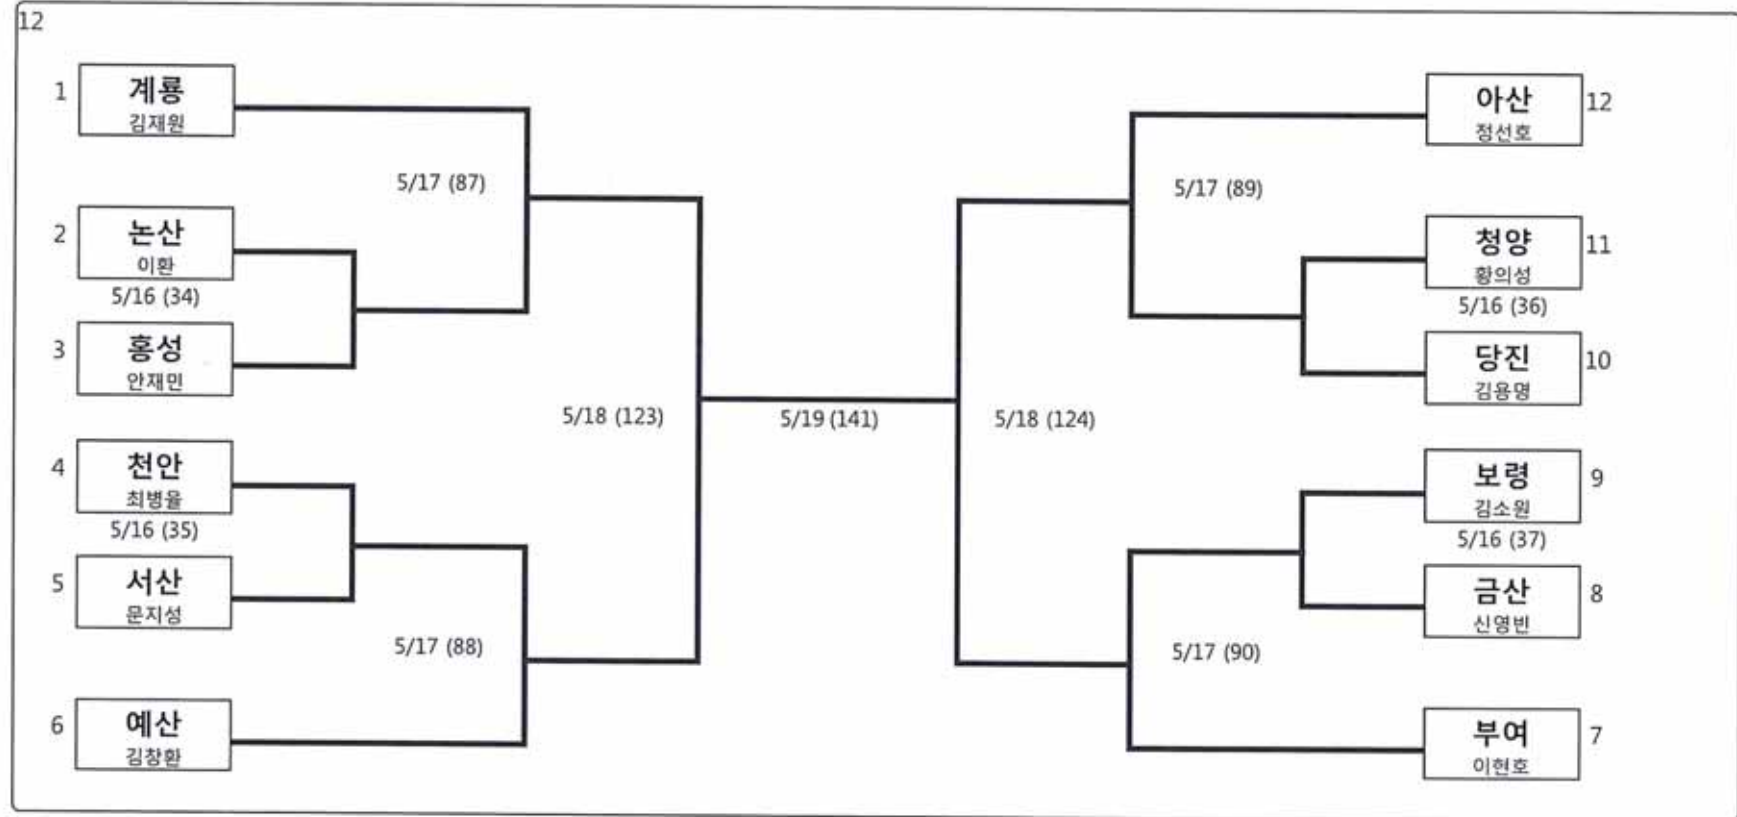 12
1
계룡
김재원
5/17 (87)
2
논산
이환
5/16 (34)
3
홍성
안재민
5/18 (123)
4
천안
최병율
5/16 (35)
5
서산
문지성
5/17 (88)
6
예산
김창환
5/19 (141)
아산
12
정선호
5/17 (89)
청양
11
황의성
5/16 (36)
당진
10
김용명
5/18 (124)
보령
9
김소원
5/16 (37)
금산
8
신영빈
5/17 (90)
부여
7
이현호